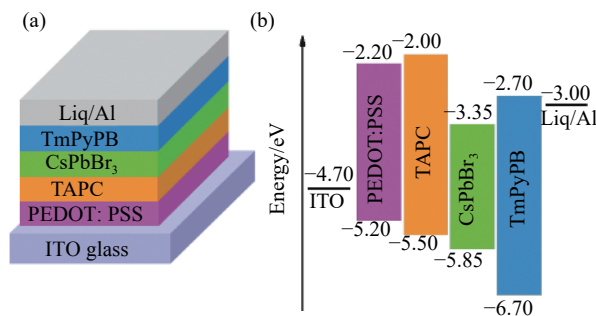 (a)
Liq/Al
TmPyPB
CsPbBr₃
TAPC
PEDOT: PSS
ITO glass
(b)
Energy/eV
−4.70
ITO
−2.20
PEDOT:PSS
−5.20
−2.00
TAPC
−5.50
−3.35
CsPbBr₃
−5.85
−2.70
TmPyPB
−6.70
−3.00
Liq/Al